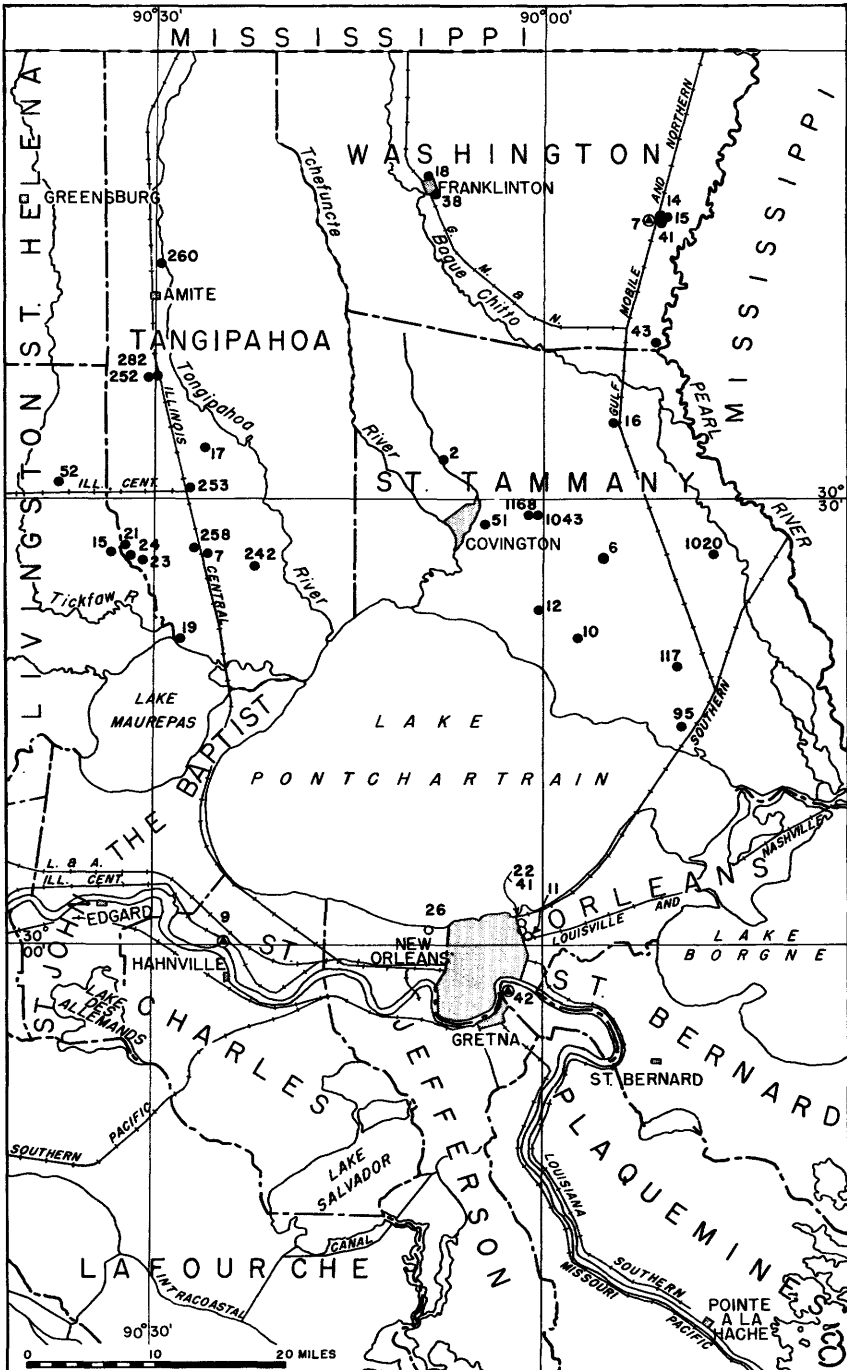 90°30'
90°00'
MISSISSIPPI
ST. HELENA
WASHINGTON
MISSISSIPPI
GREENSBURG
Tchefuncte
18
FRANKLINTON
38
MOBILE AND NORTHERN
14
7
15
41
260
G. M. & N.
Bogue Chitto
AMITE
TANGIPAHOA
43
282
252
Tangipahoa
ILLINOIS
PEARL
GULF
16
LIVINGSTON
17
River
2
52
ILL. CENT.
253
ST. TAMMANY
30°
30'
1168
1043
51
COVINGTON
RIVER
21
15
24
23
258
7
242
6
1020
CENTRAL
River
Tickfaw R
12
19
10
117
LAKE
MAUREPAS
SOUTHERN
95
LAKE
PONTCHARTRAIN
ST. JOHN THE BAPTIST
NASHVILLE
L. & A.
ILL. CENT.
22
41
11
ORLEANS
LOUISVILLE AND
EDGARD
9
26
30°
00'
NEW
ORLEANS
LAKE
BORGNE
HAHNVILLE
LAKE
DES
ALLEMANDS
ST. CHARLES
42
GRETNA
ST. BERNARD
ST. BERNARD
JEFFERSON
PLAQUEMINES
SOUTHERN PACIFIC
LAKE
SALVADOR
LOUISIANA SOUTHERN
CANAL
LAFOURCHE
INTRACOASTAL
MISSOURI PACIFIC
POINTE
A LA
HACHE
90°30'
0 10 20 MILES